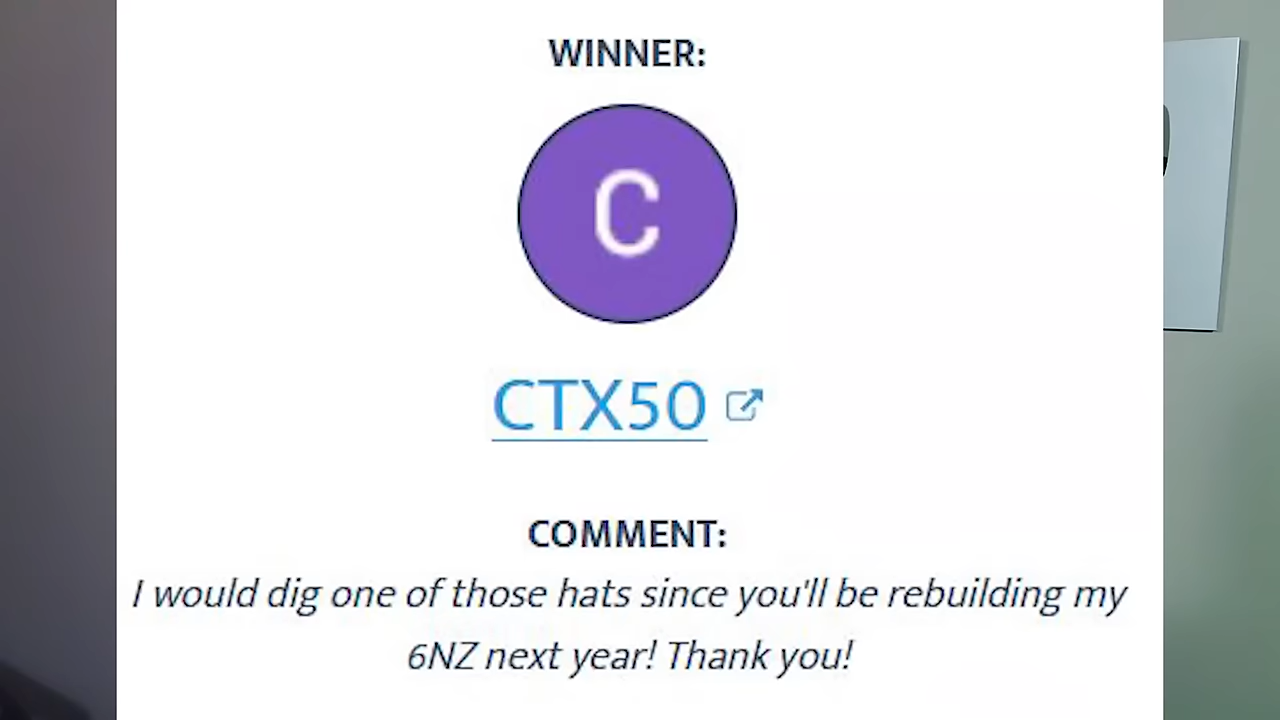 WINNER:
C
CTX50
COMMENT:
I would dig one of those hats since you'll be rebuilding my
6NZ next year! Thank you!